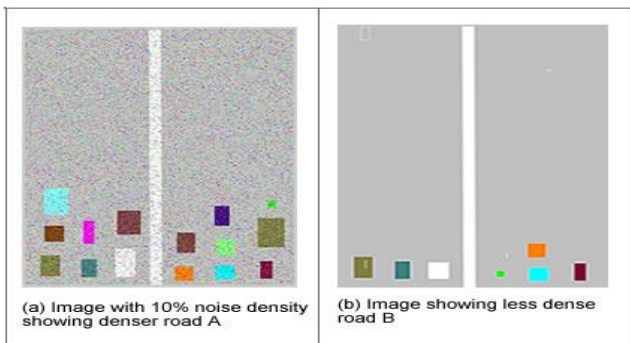 (a) Image with 10% noise density
showing denser road A
(b) Image showing less dense
road B